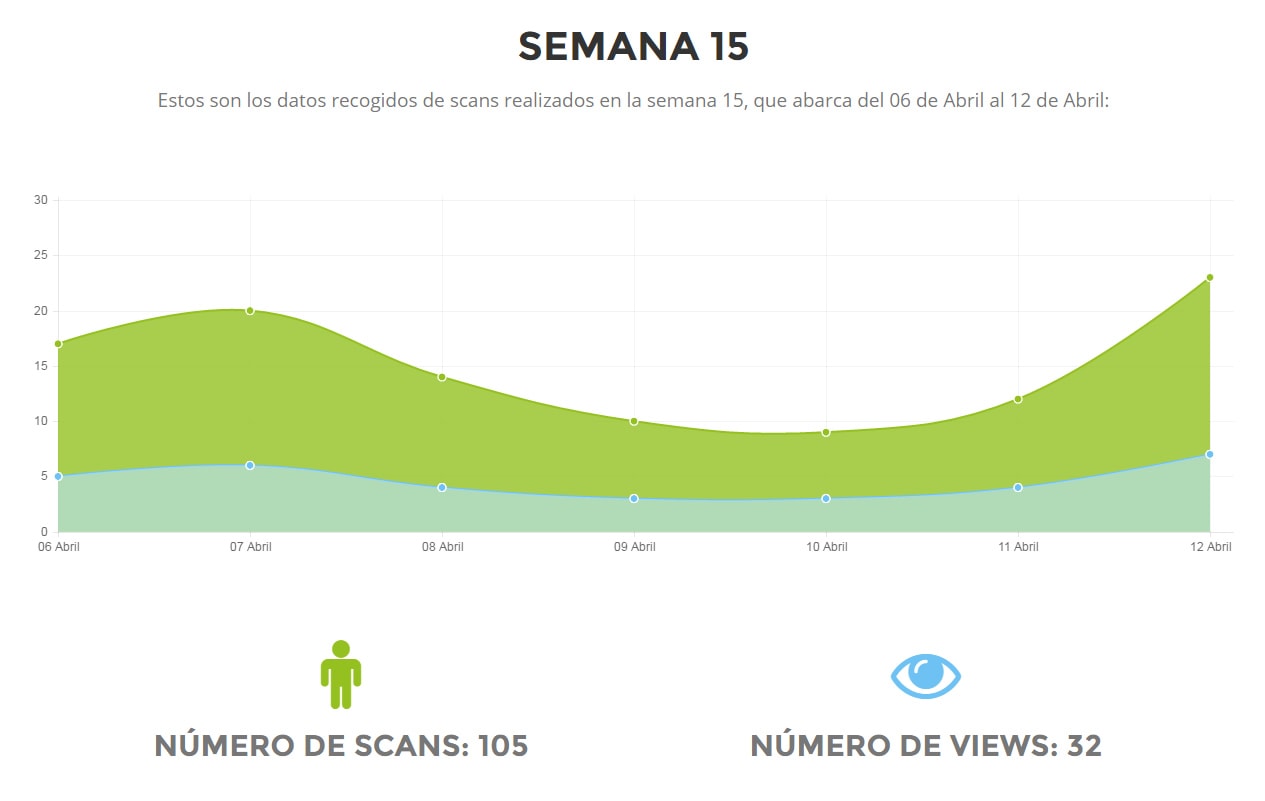 SEMANA 15
Estos son los datos recogidos de scans realizados en la semana 15, que abarca del 06 de Abril al 12 de Abril:
30
25
20
15
10
5
0
06 Abril 07 Abril 08 Abril 09 Abril 10 Abril 11 Abril 12 Abril
NÚMERO DE SCANS: 105 NÚMERO DE VIEWS: 32